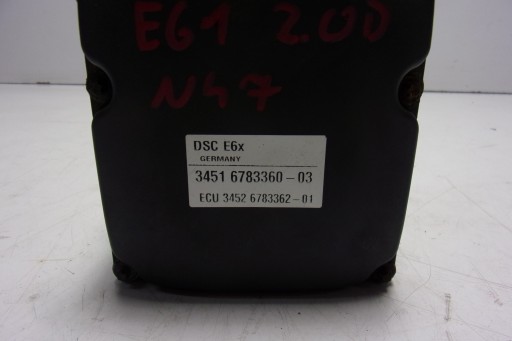 E61 2.0D
N47
DSC E6x
GERMANY
3451 6783360-03
ECU 3452 6783362-01